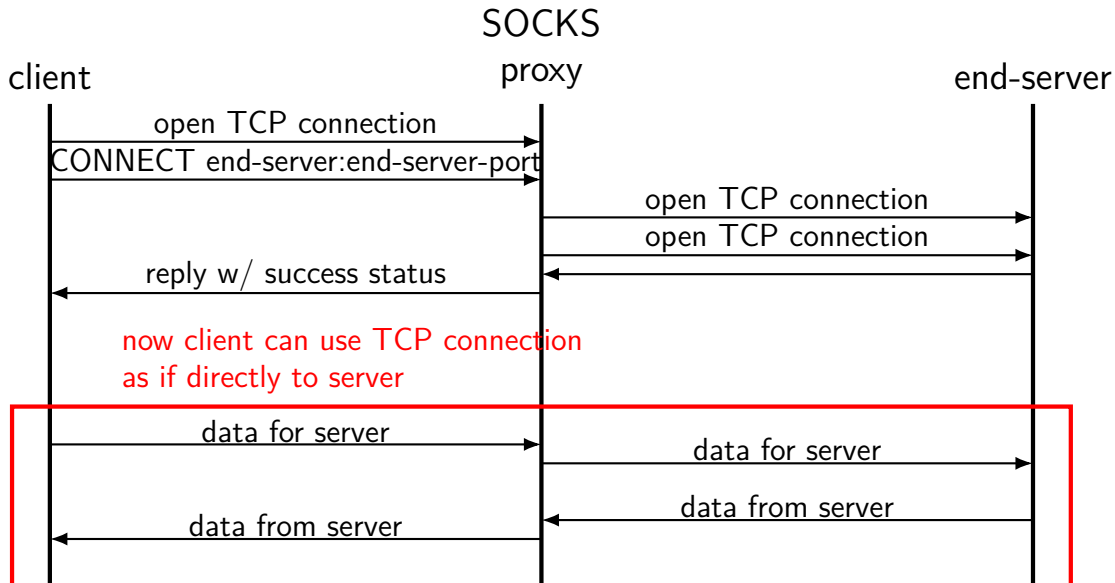 SOCKS
proxy
client
end-server
open TCP connection
CONNECT end-server:end-server-port
open TCP connection
open TCP connection
reply w/ success status
now client can use TCP connection
as if directly to server
data for server
data for server
data from server
data from server